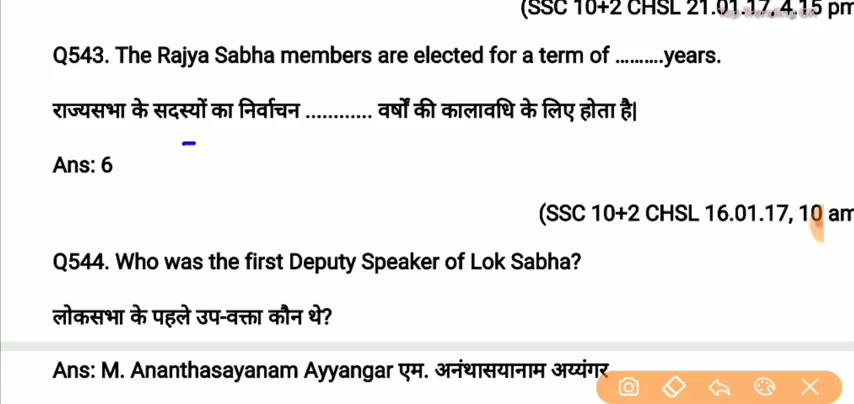 (SSC 10+2 CHSL 21.01.17, 4.15 pm
Q543. The Rajya Sabha members are elected for a term of ..........years.
राज्यसभा के सदस्यों का निर्वाचन ............ वर्षों की कालावधि के लिए होता है|
Ans: 6
(SSC 10+2 CHSL 16.01.17, 10 am
Q544. Who was the first Deputy Speaker of Lok Sabha?
लोकसभा के पहले उप-वक्ता कौन थे?
Ans: M. Ananthasayanam Ayyangar एम. अनंथासयानाम अय्यंगर